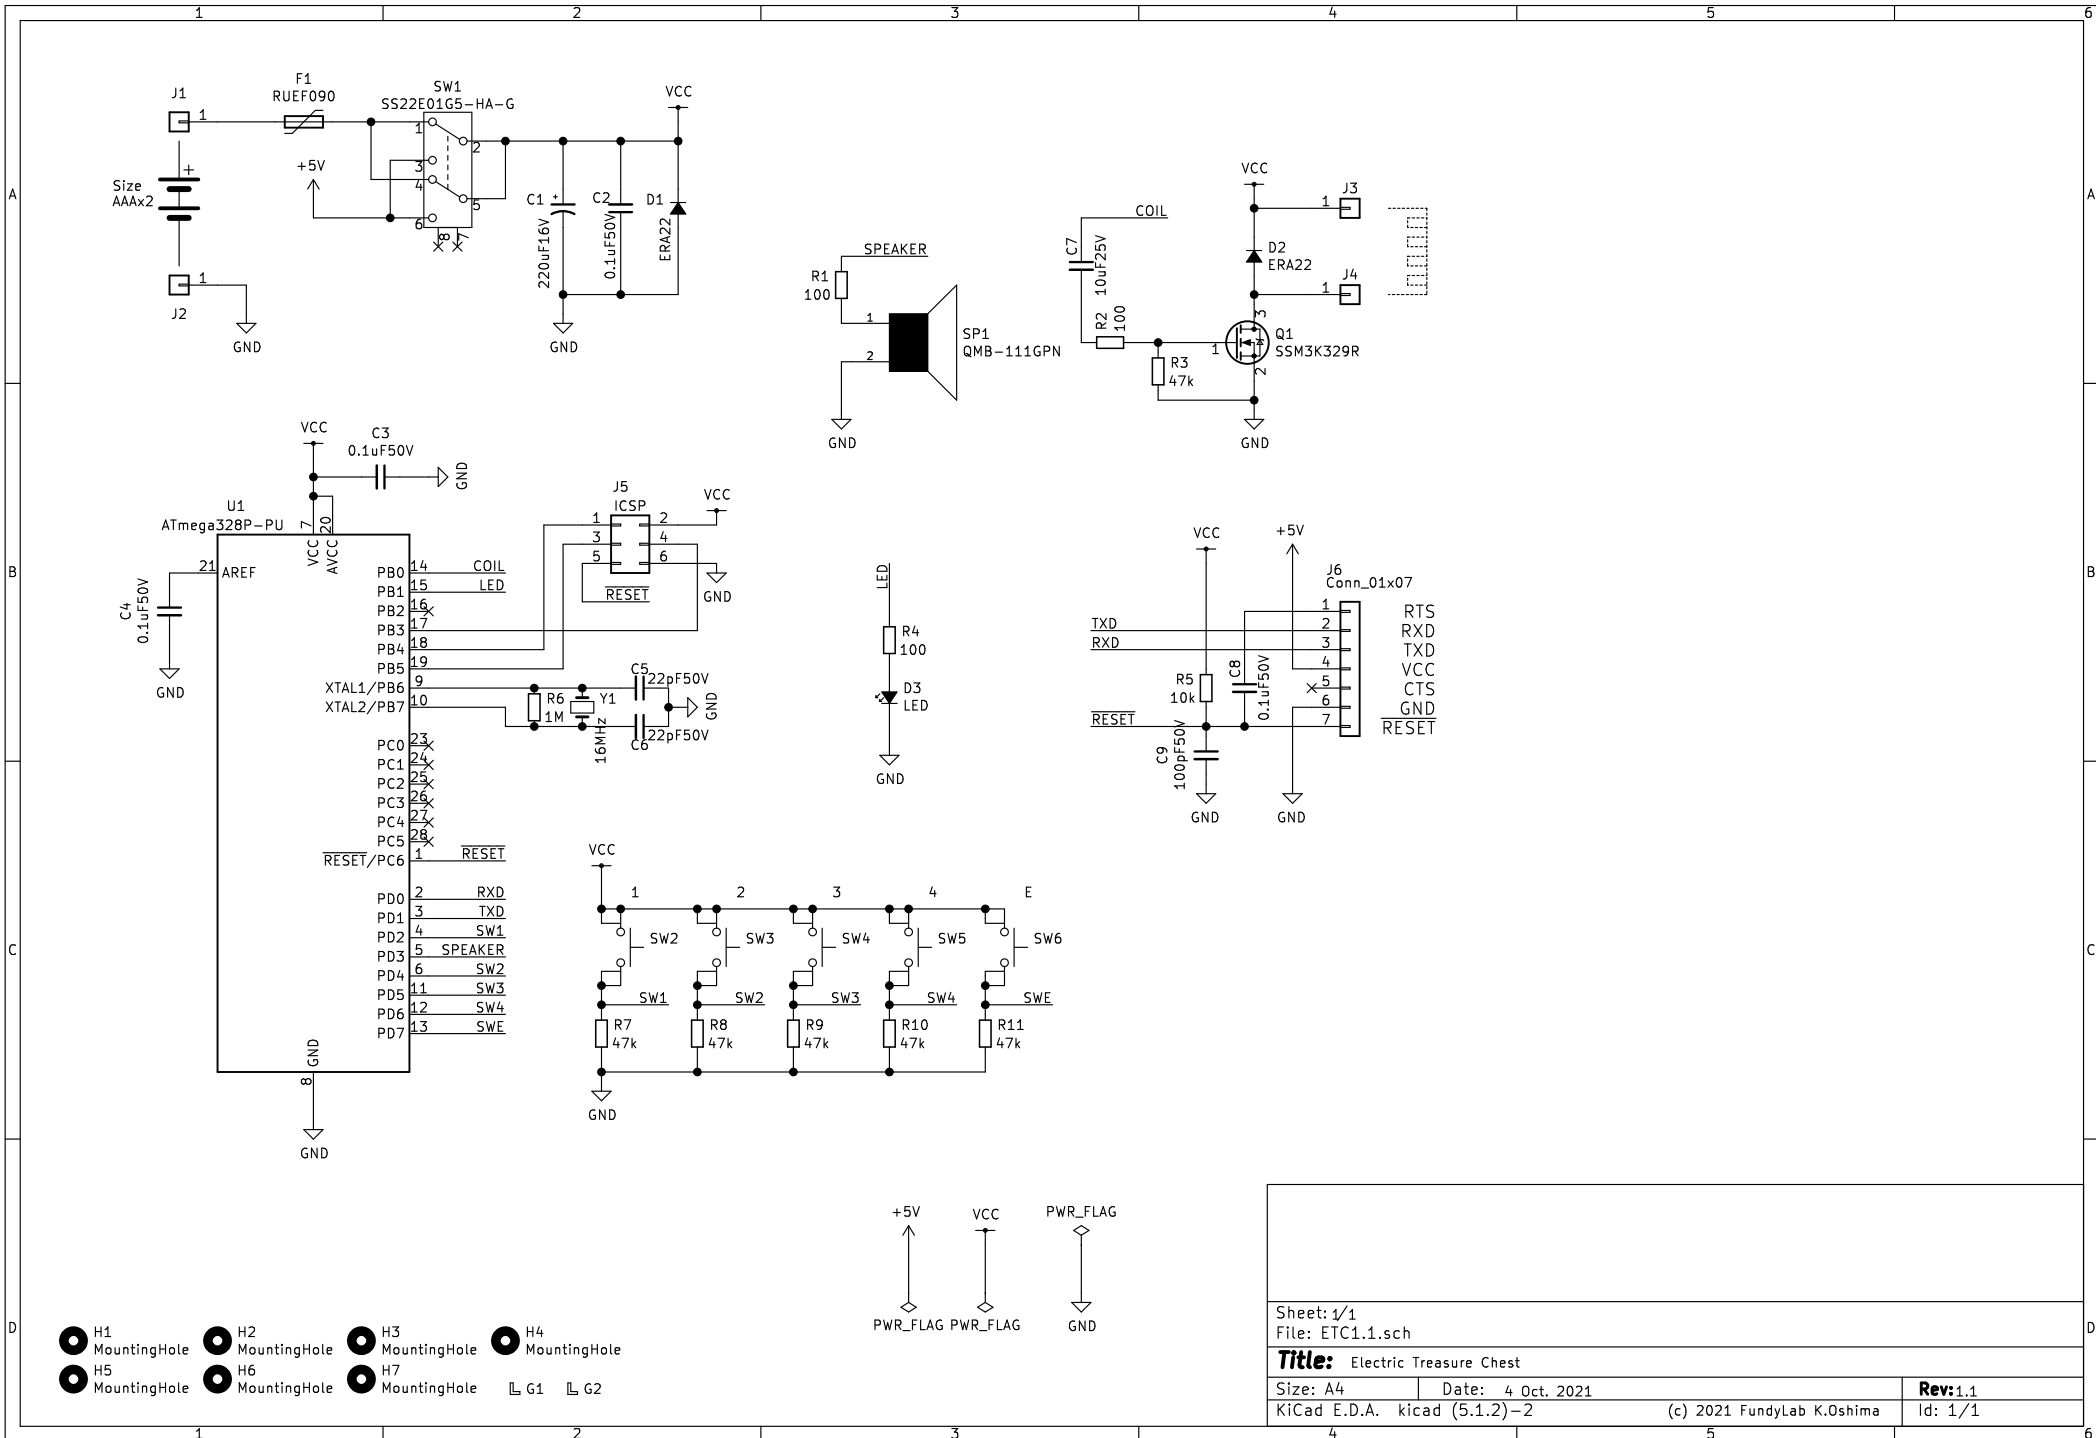 1 2 3 4 5 6
A
B
C
D
A
B
C
D
1 2 3 4 5 6
J1
1
Size
AAAx2
+
1
J2
GND
F1
RUEF090
+5V
SW1
SS22E01G5-HA-G
1
2
3
4
5
6
8
7
VCC
C1
+
220uF16V
C2
0.1uF50V
D1
ERA22
GND
SPEAKER
R1
100
1
2
SP1
QMB-111GPN
GND
COIL
C7
10uF25V
R2
100
R3
47k
VCC
D2
ERA22
1
J3
1
J4
3
1
2
Q1
SSM3K329R
GND
VCC
C3
0.1uF50V
GND
U1
ATmega328P-PU
7
20
VCC
AVCC
21
AREF
C4
0.1uF50V
GND
PB0 14 COIL
PB1 15 LED
PB2 16
PB3 17
PB4 18
PB5 19
XTAL1/PB6 9
XTAL2/PB7 10
PC0 23
PC1 24
PC2 25
PC3 26
PC4 27
PC5 28
RESET/PC6 1 RESET
PD0 2 RXD
PD1 3 TXD
PD2 4 SW1
PD3 5 SPEAKER
PD4 6 SW2
PD5 11 SW3
PD6 12 SW4
PD7 13 SWE
GND
8
GND
J5
ICSP
1 2
3 4
5 6
VCC
GND
RESET
R6
1M
Y1
16MHz
C5
22pF50V
C6
22pF50V
GND
LED
R4
100
D3
LED
GND
VCC
+5V
J6
Conn_01x07
1 RTS
TXD 2 RXD
RXD 3 TXD
4 VCC
5 CTS
6 GND
RESET 7 RESET
R5
10k
C8
0.1uF50V
C9
100pF50V
GND
GND
VCC
1 2 3 4 E
SW2 SW3 SW4 SW5 SW6
SW1 SW2 SW3 SW4 SWE
R7 R8 R9 R10 R11
47k 47k 47k 47k 47k
GND
+5V VCC PWR_FLAG
PWR_FLAG PWR_FLAG GND
H1
MountingHole
H2
MountingHole
H3
MountingHole
H4
MountingHole
H5
MountingHole
H6
MountingHole
H7
MountingHole
G1
G2
Sheet: 1/1
File: ETC1.1.sch
Title: Electric Treasure Chest
Size: A4 Date: 4 Oct. 2021 Rev: 1.1
KiCad E.D.A. kicad (5.1.2)-2 (c) 2021 FundyLab K.Oshima Id: 1/1